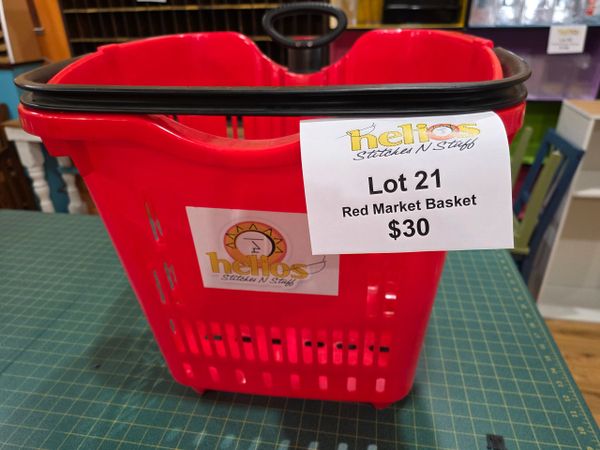 helios
Stitches N Stuff
Lot 21
Red Market Basket
$30
helios
Stitches N Stuff